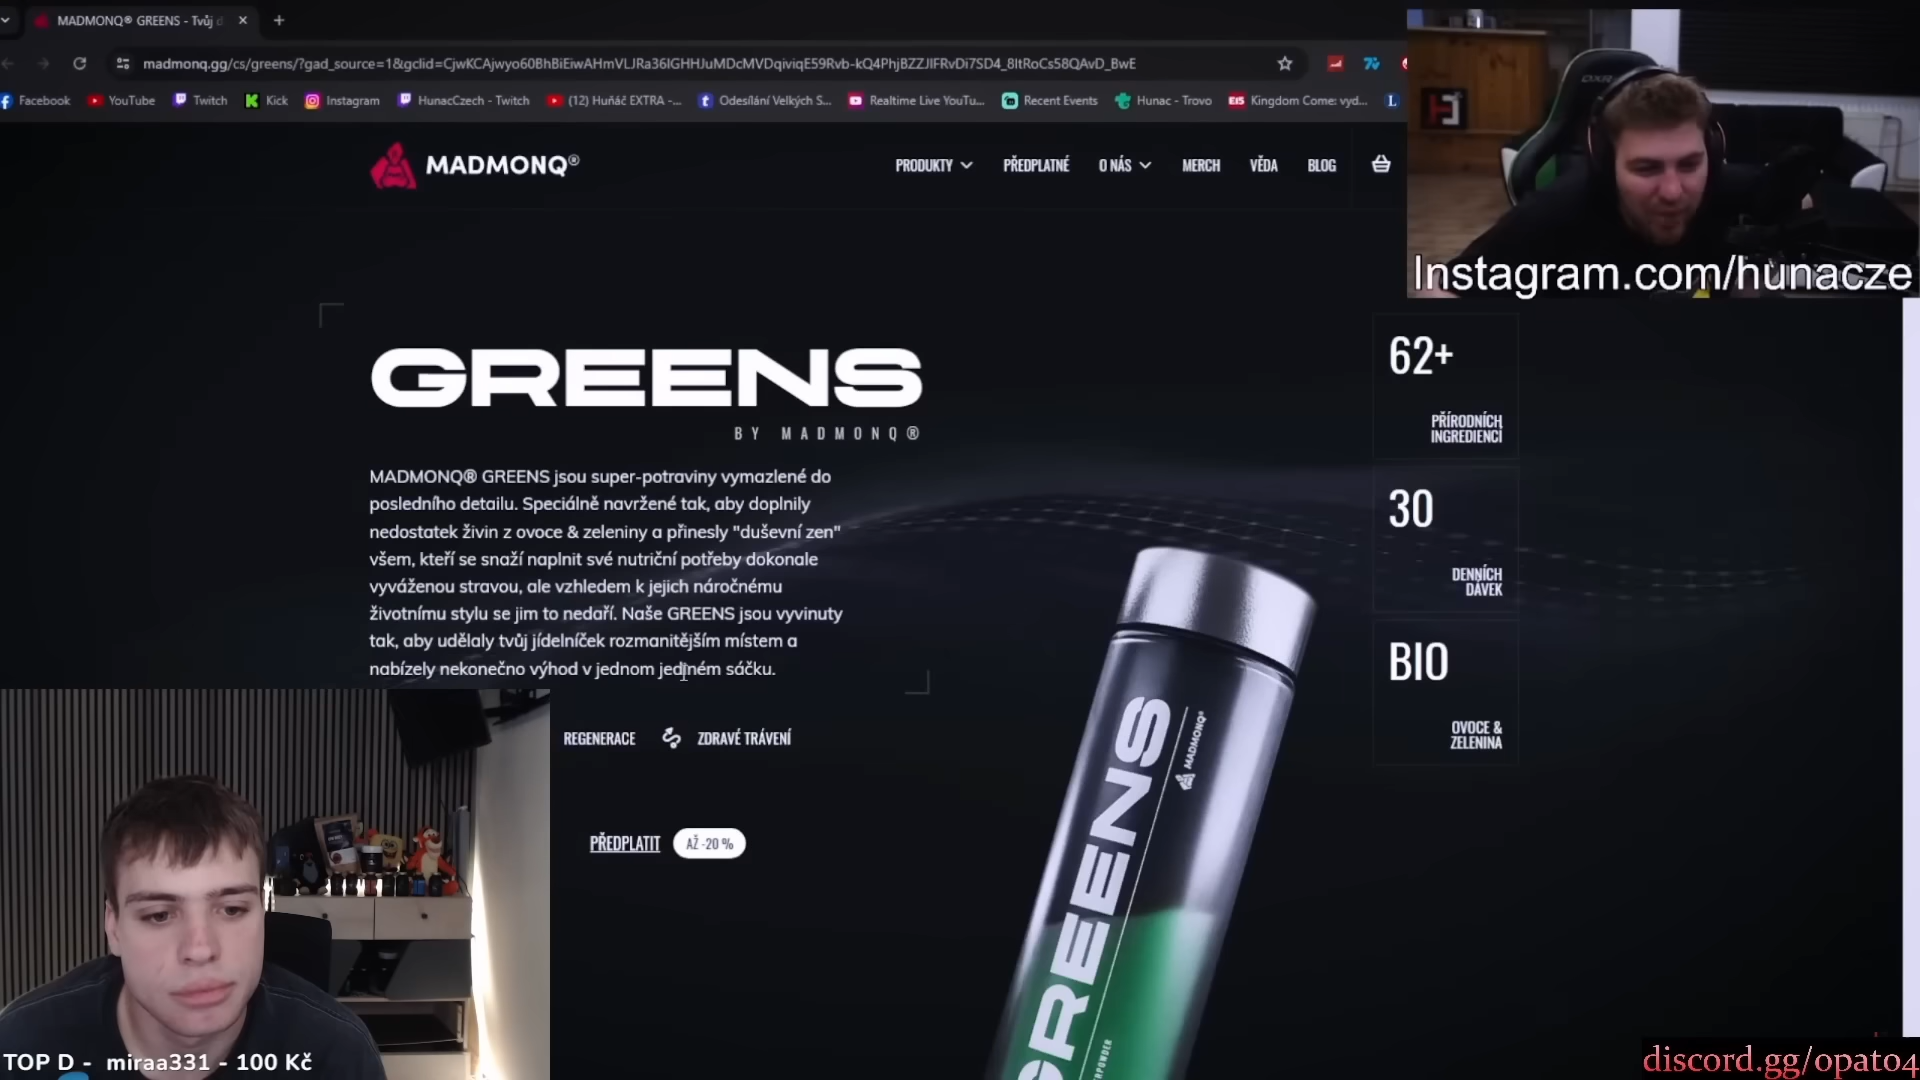 MADMONQ® GREENS - Tvůj d
madmonq.gg/cs/greens/?gad_source=1&gclid=CjwKCAjwyo60BhBiEiwAHmVLJRa36IGHHJuMDcMVDqiviqE59Rvb-kQ4PhjBZZJIFRvDi7SD4_8ltRoCs58QAvD_BwE
Facebook YouTube Twitch Kick Instagram HunacCzech - Twitch (12) Huňáč EXTRA -... Odesílání Velkých S... Realtime Live YouTu... Recent Events Hunac - Trovo Kingdom Come: vyd...
MADMONQ®
PRODUKTY PŘEDPLATNÉ O NÁS MERCH VĚDA BLOG
Instagram.com/hunacze
GREENS
BY MADMONQ®
MADMONQ® GREENS jsou super-potraviny vymazlené do
posledního detailu. Speciálně navržené tak, aby doplnily
nedostatek živin z ovoce & zeleniny a přinesly "duševní zen"
všem, kteří se snaží naplnit své nutriční potřeby dokonale
vyváženou stravou, ale vzhledem k jejich náročnému
životnímu stylu se jim to nedaří. Naše GREENS jsou vyvinuty
tak, aby udělaly tvůj jídelníček rozmanitějším místem a
nabízely nekonečno výhod v jednom jediném sáčku.
REGENERACE ZDRAVÉ TRÁVENÍ
PŘEDPLATIT AŽ -20 %
62+
PŘÍRODNÍCH
INGREDIENCÍ
30
DENNÍCH
DÁVEK
BIO
OVOCE &
ZELENINA
GREENS
MADMONQ®
GREENS
TOP D - miraa331 - 100 Kč
discord.gg/opato4